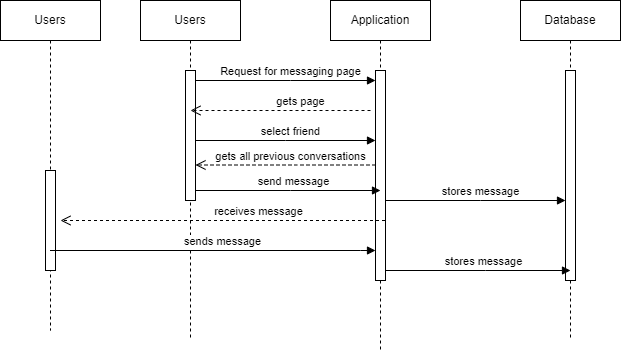 Users
Users
Application
Database
Request for messaging page
gets page
select friend
gets all previous conversations
send message
stores message
receives message
sends message
stores message